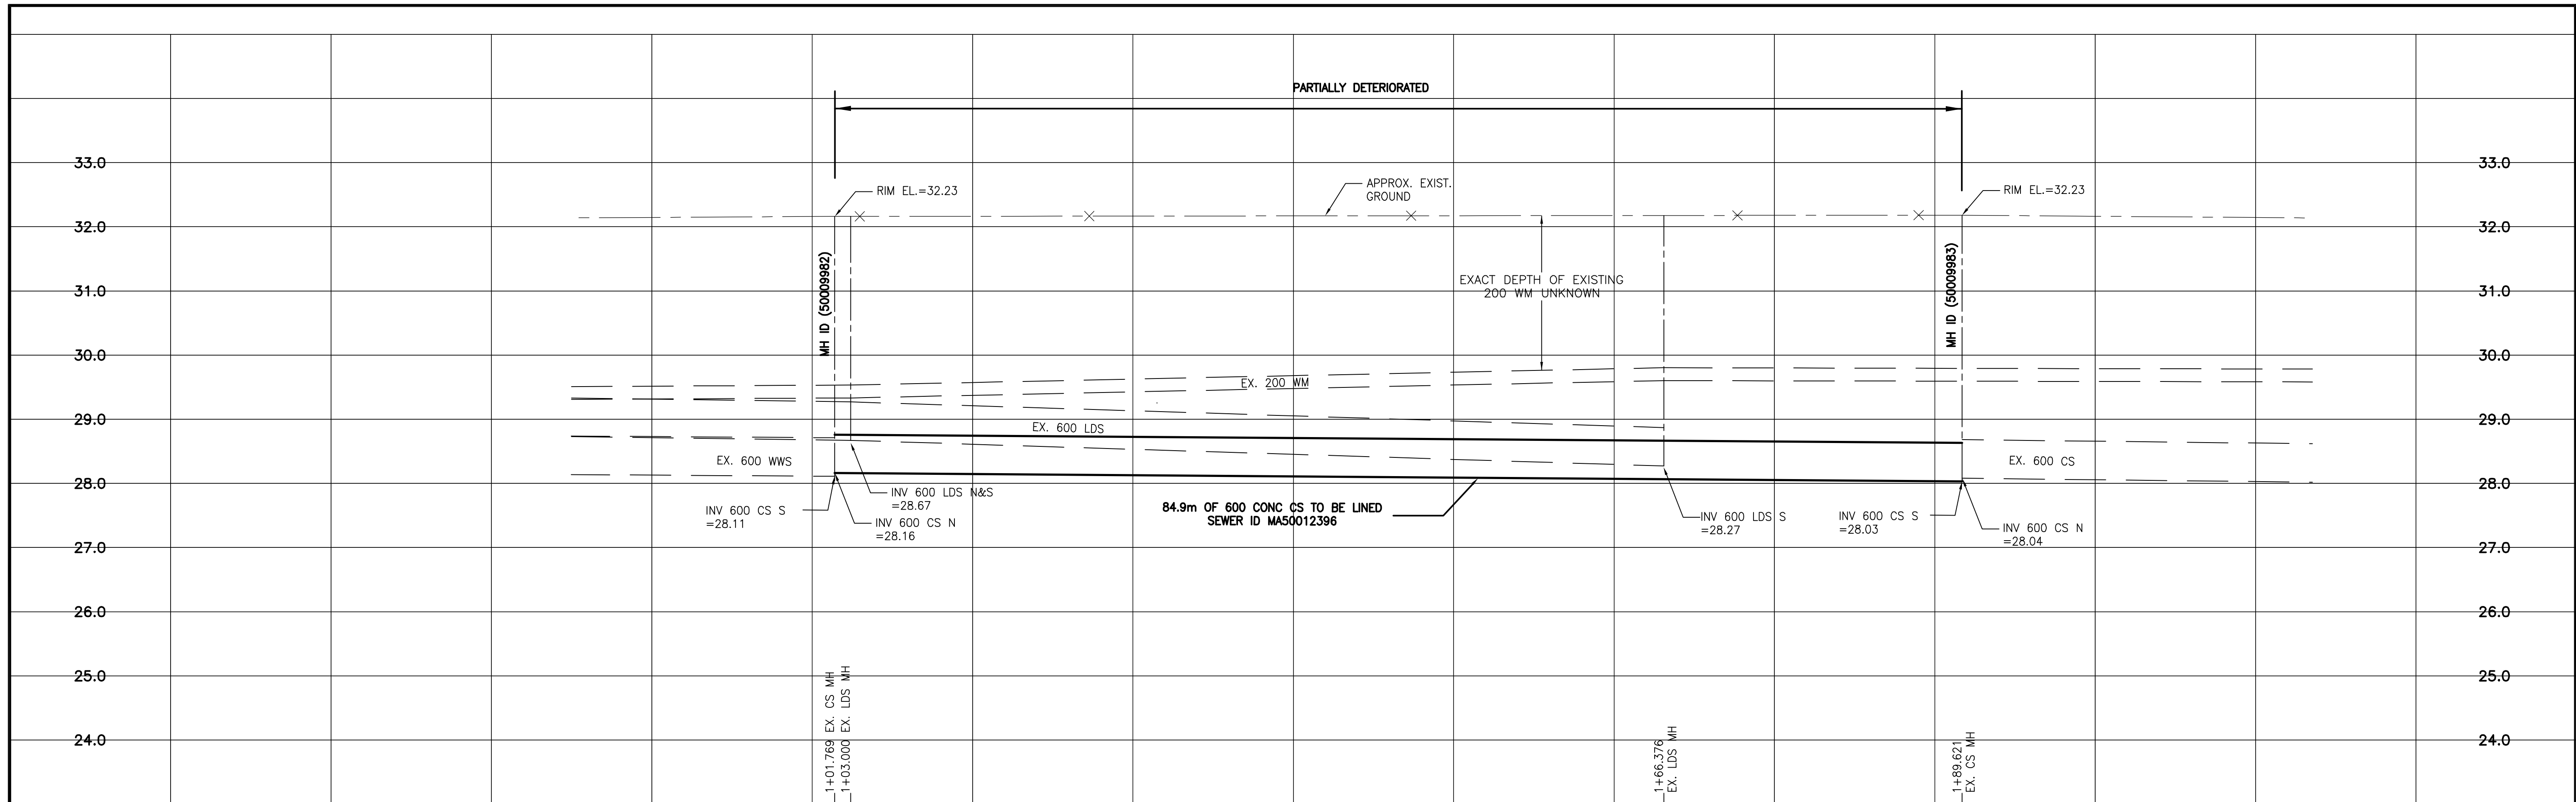 PARTIALLY DETERIORATED
33.0
33.0
RIM EL.=32.23
APPROX. EXIST.
GROUND
RIM EL.=32.23
32.0
32.0
MH ID (50009982)
EXACT DEPTH OF EXISTING
200 WM UNKNOWN
MH ID (50009983)
31.0
31.0
30.0
30.0
EX. 200 WM
29.0
29.0
EX. 600 LDS
EX. 600 WWS
EX. 600 CS
28.0
28.0
INV 600 LDS N&S
=28.67
INV 600 CS S
=28.11
INV 600 CS N
=28.16
84.9m OF 600 CONC CS TO BE LINED
SEWER ID MA50012396
INV 600 LDS S
=28.27
INV 600 CS S
=28.03
INV 600 CS N
=28.04
27.0
27.0
26.0
26.0
25.0
25.0
24.0
24.0
1+01.769 EX. CS MH
1+03.000 EX. LDS MH
1+66.376
EX. LDS MH
1+89.621
EX. CS MH